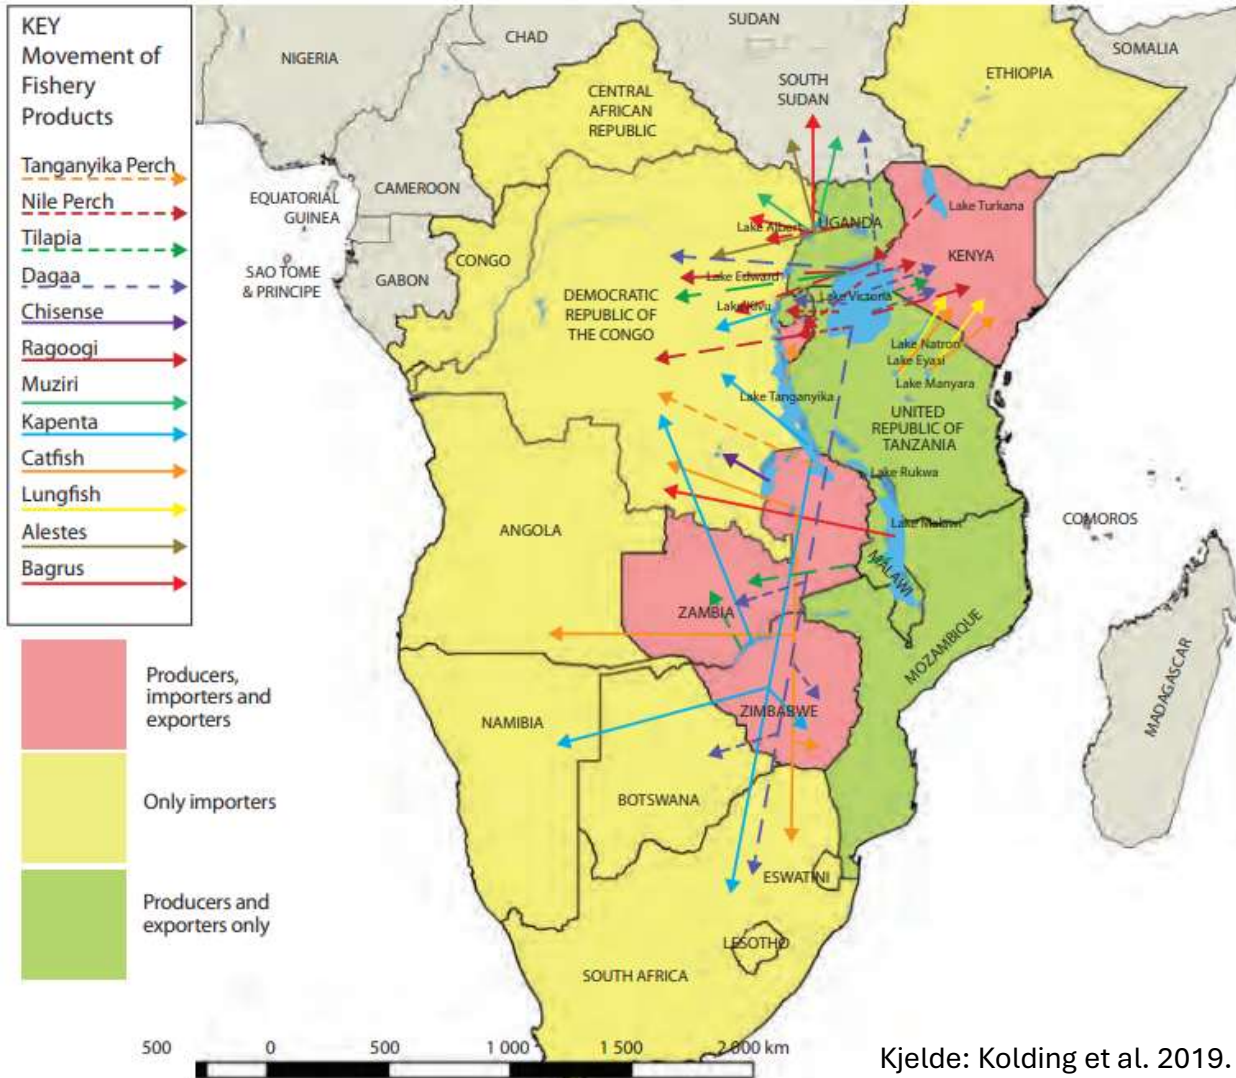 KEY
Movement of
Fishery
Products
Tanganyika Perch
Nile Perch
Tilapia
Dagaa
Chisense
Ragoogi
Muziri
Kapenta
Catfish
Lungfish
Alestes
Bagrus
Producers,
importers and
exporters
Only importers
Producers and
exporters only
NIGERIA
CHAD
SUDAN
SOMALIA
ETHIOPIA
SOUTH
SUDAN
CENTRAL
AFRICAN
REPUBLIC
CAMEROON
EQUATORIAL
GUINEA
SAO TOME
& PRINCIPE
GABON
CONGO
DEMOCRATIC
REPUBLIC OF
THE CONGO
Lake Albert
UGANDA
Lake Turkana
KENYA
Lake Edward
Lake Kivu
Lake Victoria
Lake Natron
Lake Eyasi
Lake Manyara
Lake Tanganyika
UNITED
REPUBLIC OF
TANZANIA
Lake Rukwa
Lake Malawi
COMOROS
ANGOLA
MALAWI
ZAMBIA
MOZAMBIQUE
MADAGASCAR
NAMIBIA
ZIMBABWE
BOTSWANA
ESWATINI
LESOTHO
SOUTH AFRICA
500 0 500 1 000 1 500 2 000 km
Kjelde: Kolding et al. 2019.